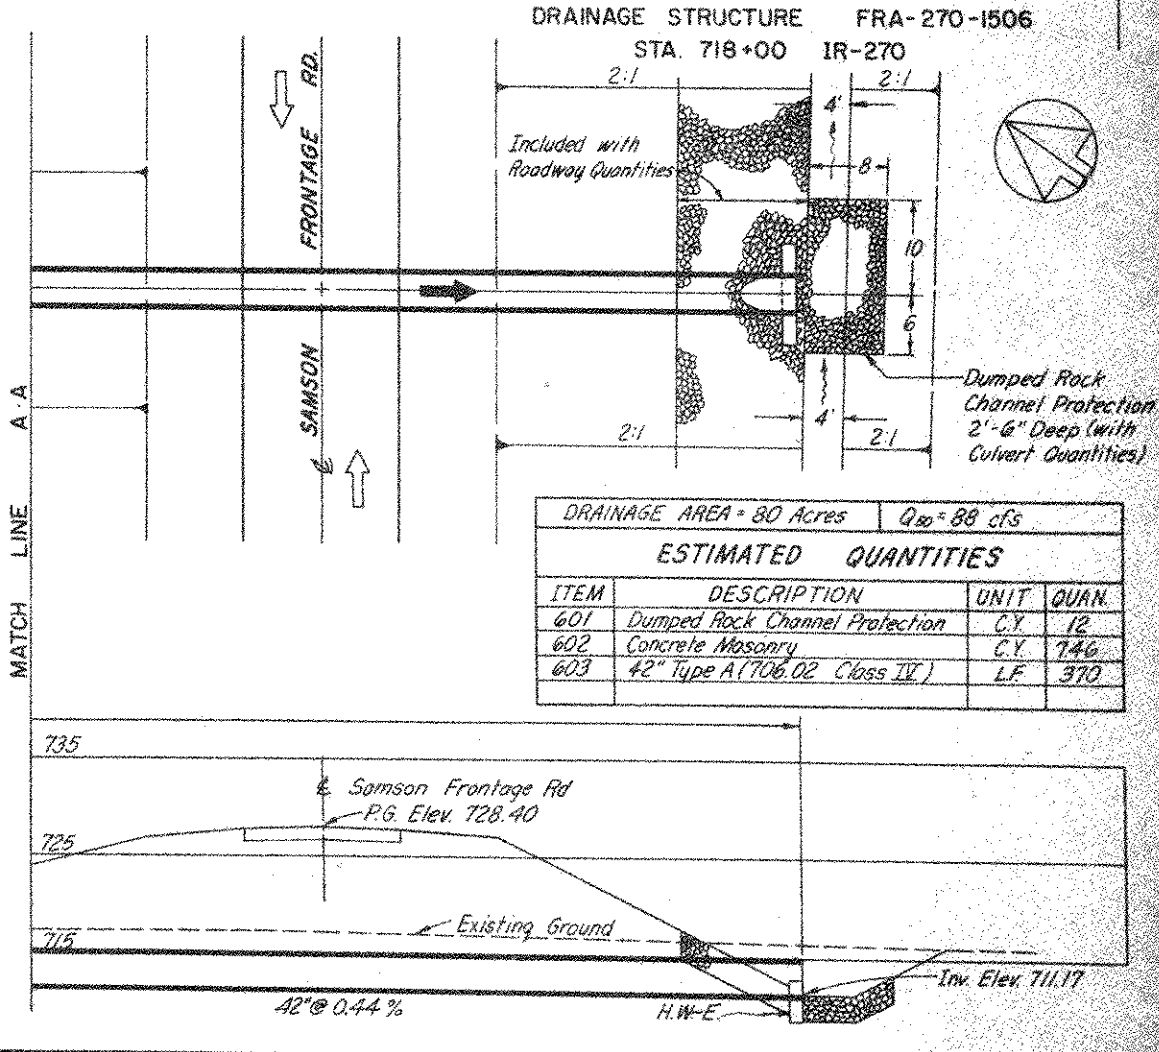 DRAINAGE STRUCTURE FRA-270-1506
STA. 718+00 IR-270
2:1
2:1
4'
8
Included with
Roadway Quantities
SAMSON FRONTAGE RD.
10
6
4'
2:1
2:1
Dumped Rock
Channel Protection
2'-6" Deep (with
Culvert Quantities)
MATCH LINE A-A
DRAINAGE AREA = 80 Acres Q50 = 88 cfs
ESTIMATED QUANTITIES
ITEM DESCRIPTION UNIT QUAN.
601 Dumped Rock Channel Protection C.Y. 12
602 Concrete Masonry C.Y.
603 42" Type A (706.02 Class IV) L.F. 370
735
℄ Samson Frontage Rd
P.G. Elev. 728.40
725
Existing Ground
715
Inv. Elev. 711.17
42" @ 0.44 %
H.W-E